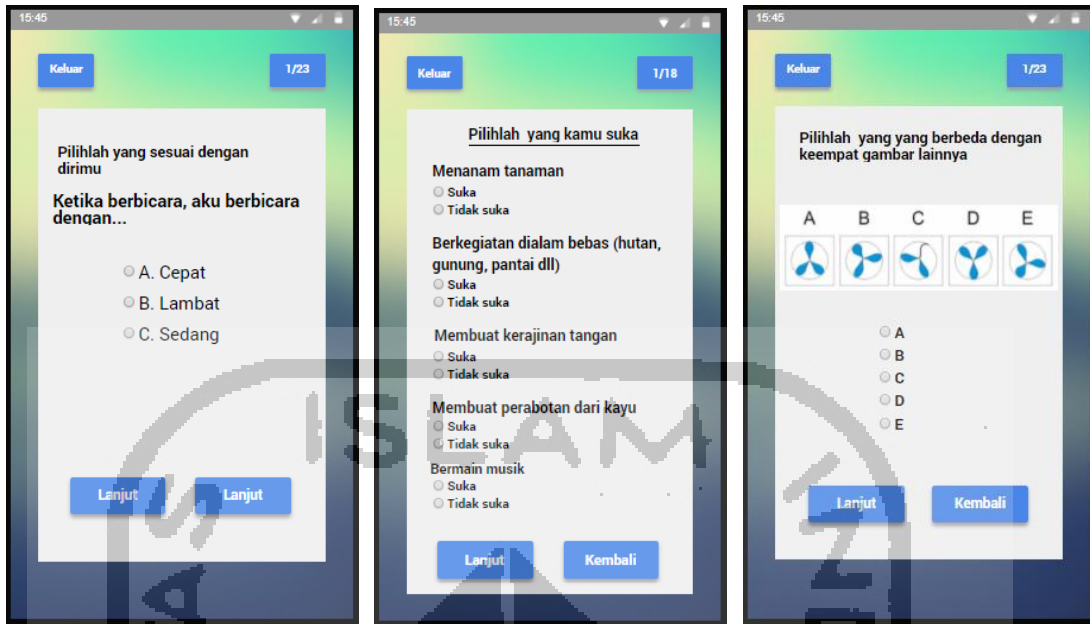 15:45
Keluar
1/23
Pilihlah yang sesuai dengan
dirimu
Ketika berbicara, aku berbicara
dengan...
A. Cepat
B. Lambat
C. Sedang
Lanjut
Lanjut
15:45
Keluar
1/18
Pilihlah yang kamu suka
Menanam tanaman
Suka
Tidak suka
Berkegiatan dialam bebas (hutan,
gunung, pantai dll)
Suka
Tidak suka
Membuat kerajinan tangan
Suka
Tidak suka
Membuat perabotan dari kayu
Suka
Tidak suka
Bermain musik
Suka
Tidak suka
Lanjut
Kembali
15:45
Keluar
1/23
Pilihlah yang yang berbeda dengan
keempat gambar lainnya
A B C D E
A
B
C
D
E
Lanjut
Kembali
ISLAM